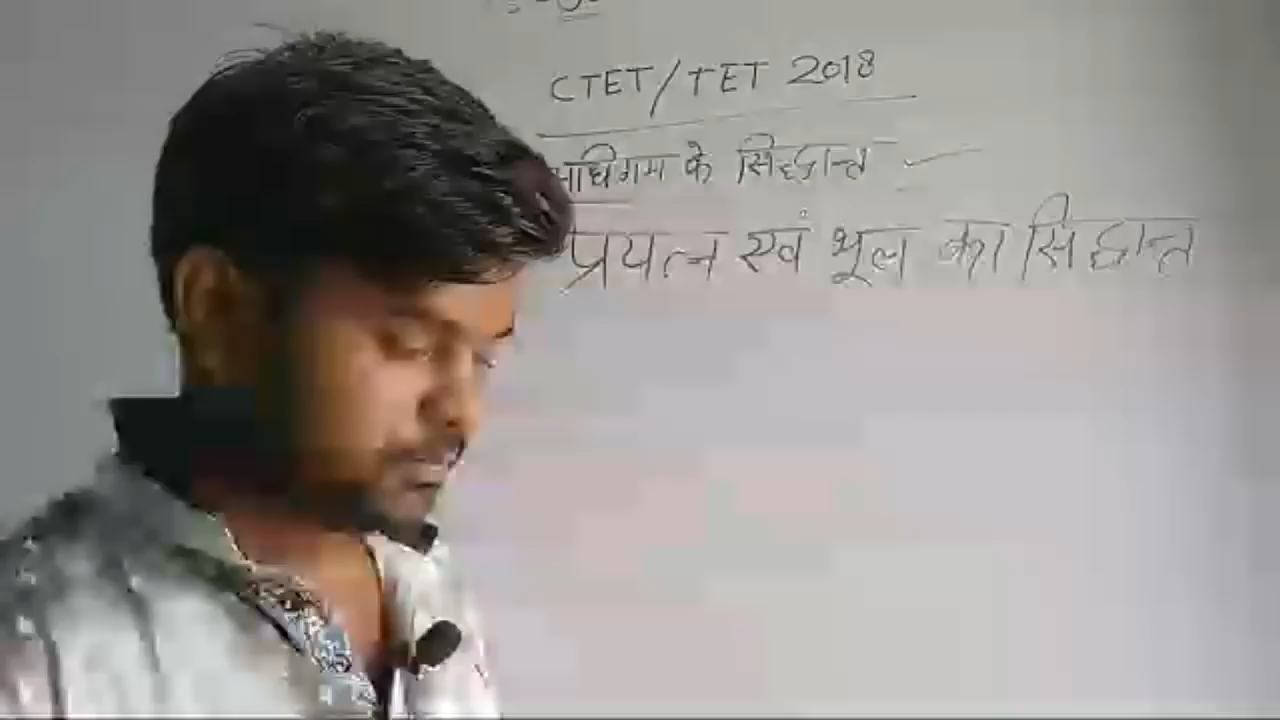 CTET/TET 2018
अधिगम के सिद्धान्त
प्रयत्न एवं भूल का सिद्धान्त